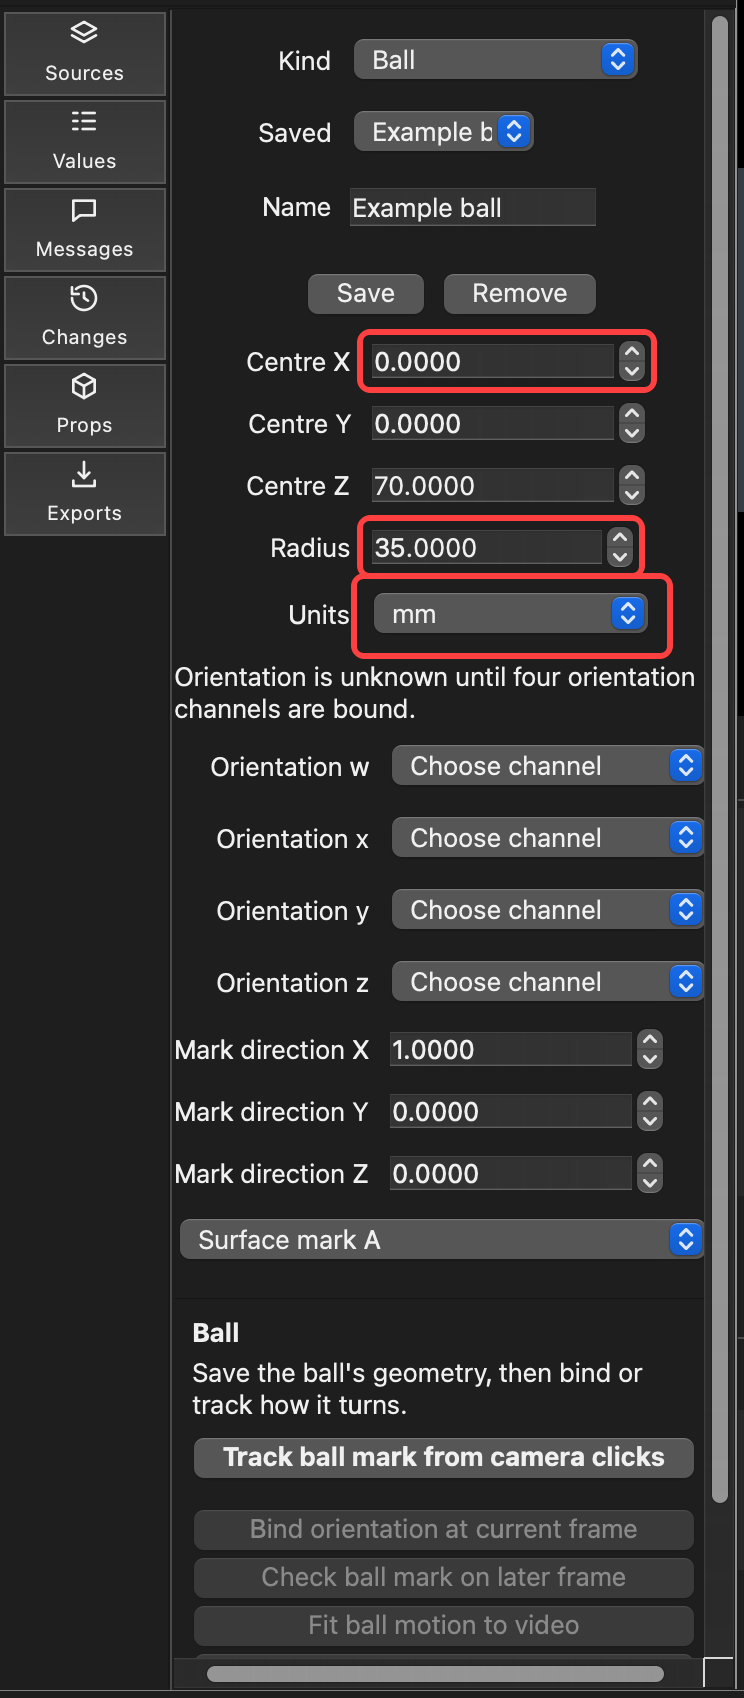 Sources
Values
Messages
Changes
Props
Exports
Kind Ball
Saved Example b
Name Example ball
Save Remove
Centre X 0.0000
Centre Y 0.0000
Centre Z 70.0000
Radius 35.0000
Units mm
Orientation is unknown until four orientation
channels are bound.
Orientation w Choose channel
Orientation x Choose channel
Orientation y Choose channel
Orientation z Choose channel
Mark direction X 1.0000
Mark direction Y 0.0000
Mark direction Z 0.0000
Surface mark A
Ball
Save the ball's geometry, then bind or
track how it turns.
Track ball mark from camera clicks
Bind orientation at current frame
Check ball mark on later frame
Fit ball motion to video